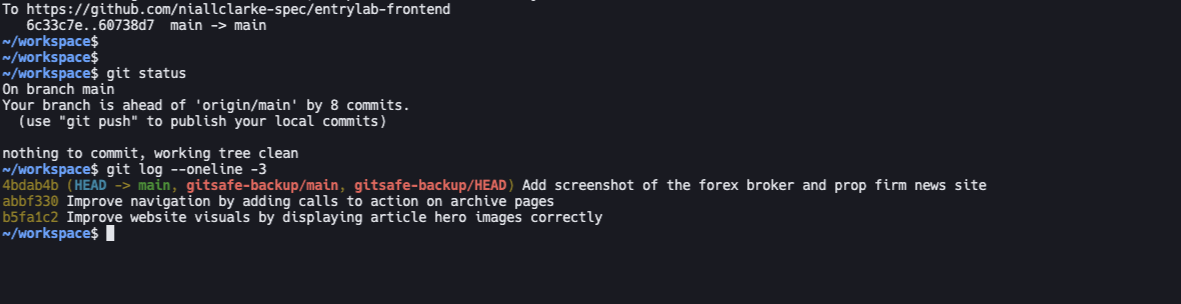 To https://github.com/niallclarke-spec/entrylab-frontend
   6c33c7e..60738d7  main -> main
~/workspace$
~/workspace$
~/workspace$ git status
On branch main
Your branch is ahead of 'origin/main' by 8 commits.
  (use "git push" to publish your local commits)

nothing to commit, working tree clean
~/workspace$ git log --oneline -3
4bdab4b (HEAD -> main, gitsafe-backup/main, gitsafe-backup/HEAD) Add screenshot of the forex broker and prop firm news site
abbf330 Improve navigation by adding calls to action on archive pages
b5fa1c2 Improve website visuals by displaying article hero images correctly
~/workspace$